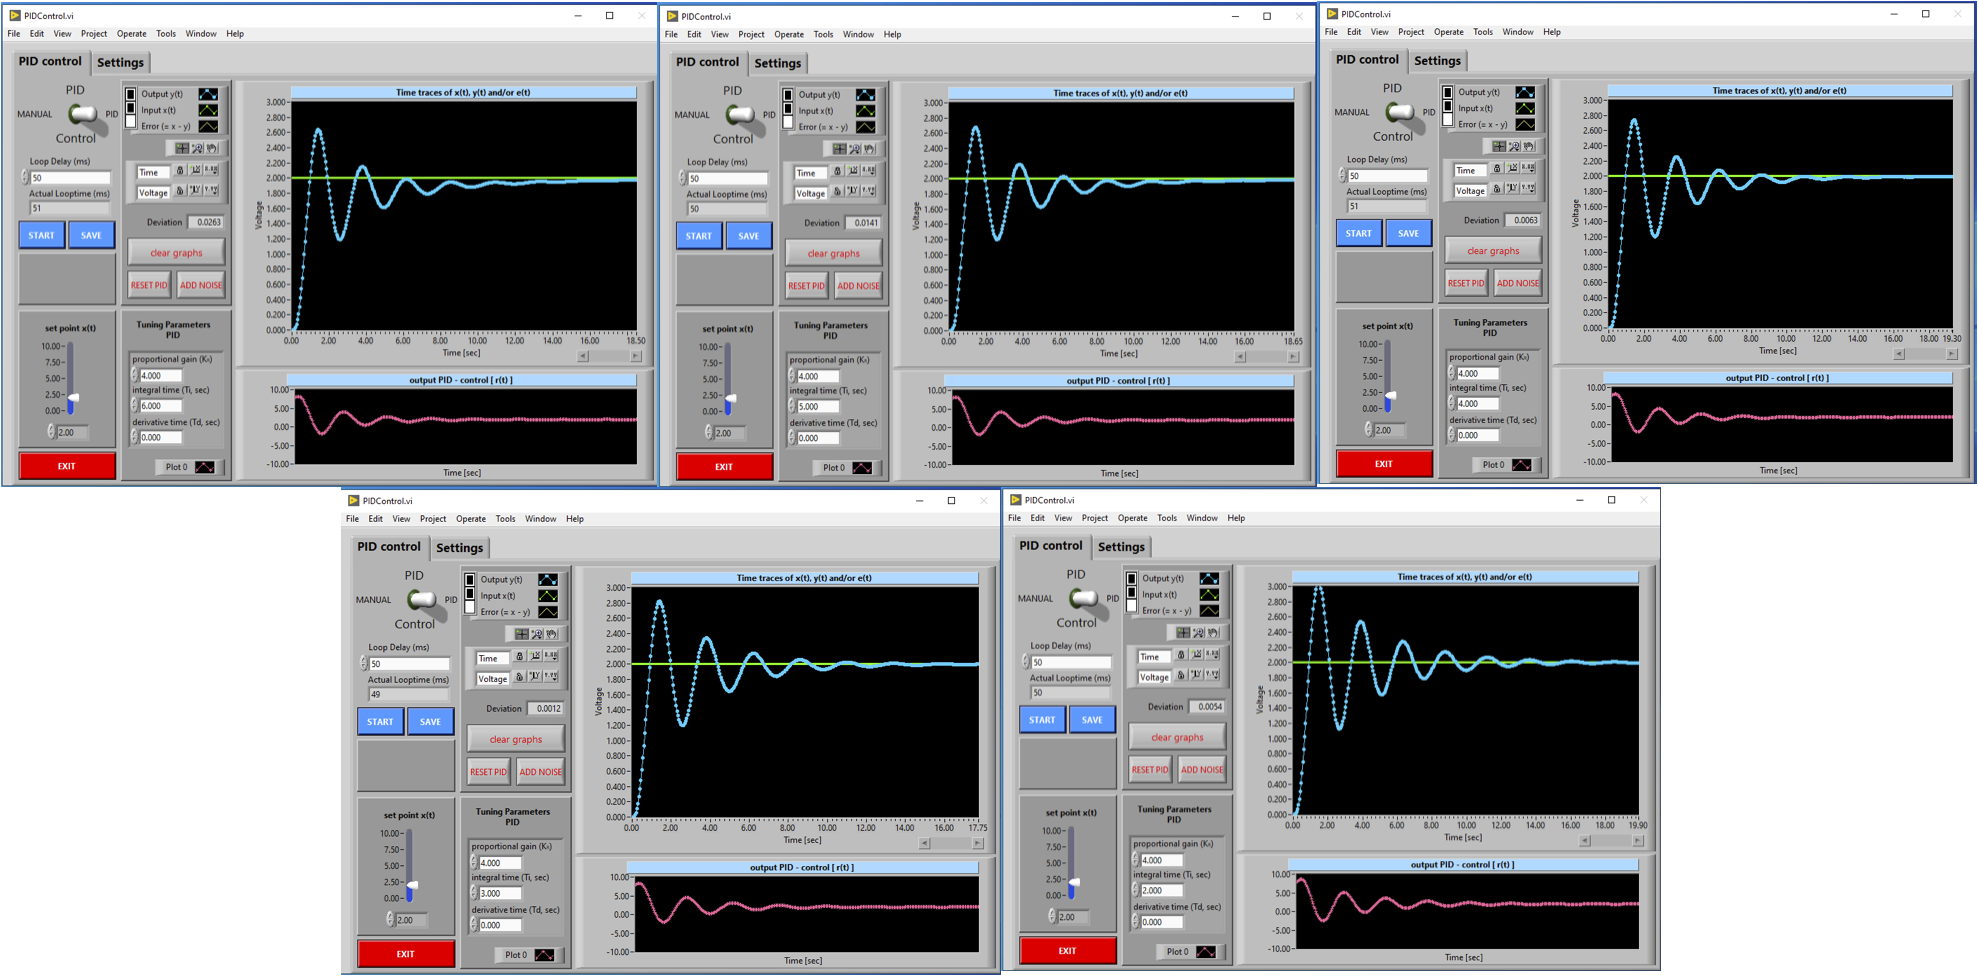 PIDControl.vi
File Edit View Project Operate Tools Window Help
PID control Settings
PID
MANUAL PID
Control
Loop Delay (ms)
50
Actual Looptime (ms)
51
START SAVE
Output y(t)
Input x(t)
Error (= x - y)
Time
Voltage
Deviation 0.0263
clear graphs
RESET PID ADD NOISE
set point x(t)
10.00
7.50
5.00
2.50
0.00
2.00
EXIT
Tuning Parameters
PID
proportional gain (Kc)
4.000
integral time (Ti, sec)
6.000
derivative time (Td, sec)
0.000
Plot 0
Time traces of x(t), y(t) and/or e(t)
Voltage
3.000
2.600
2.400
2.200
2.000
1.800
1.600
1.400
1.200
1.000
0.800
0.600
0.400
0.200
0.000
0.00 2.00 4.00 6.00 8.00 10.00 12.00 14.00 16.00 18.50
Time [sec]
output PID - control [ r(t) ]
10.00
5.00
0.00
-5.00
-10.00
Time [sec]
PIDControl.vi
File Edit View Project Operate Tools Window Help
PID control Settings
PID
MANUAL PID
Control
Loop Delay (ms)
50
Actual Looptime (ms)
50
START SAVE
Output y(t)
Input x(t)
Error (= x - y)
Time
Voltage
Deviation 0.0141
clear graphs
RESET PID ADD NOISE
set point x(t)
10.00
7.50
5.00
2.50
0.00
2.00
EXIT
Tuning Parameters
PID
proportional gain (Kc)
4.000
integral time (Ti, sec)
5.000
derivative time (Td, sec)
0.000
Plot 0
Time traces of x(t), y(t) and/or e(t)
Voltage
3.000
2.600
2.400
2.200
2.000
1.800
1.600
1.400
1.200
1.000
0.800
0.600
0.400
0.200
0.000
0.00 2.00 4.00 6.00 8.00 10.00 12.00 14.00 16.00 18.65
Time [sec]
output PID - control [ r(t) ]
10.00
5.00
0.00
-5.00
-10.00
Time [sec]
PIDControl.vi
File Edit View Project Operate Tools Window Help
PID control Settings
PID
MANUAL PID
Control
Loop Delay (ms)
50
Actual Looptime (ms)
51
START SAVE
Output y(t)
Input x(t)
Error (= x - y)
Time
Voltage
Deviation 0.0063
clear graphs
RESET PID ADD NOISE
set point x(t)
10.00
7.50
5.00
2.50
0.00
2.00
EXIT
Tuning Parameters
PID
proportional gain (Kc)
4.000
integral time (Ti, sec)
4.000
derivative time (Td, sec)
0.000
Plot 0
Time traces of x(t), y(t) and/or e(t)
Voltage
3.000
2.600
2.400
2.200
2.000
1.800
1.600
1.400
1.200
1.000
0.800
0.600
0.400
0.200
0.000
0.00 2.00 4.00 6.00 8.00 10.00 12.00 14.00 16.00 19.30
Time [sec]
output PID - control [ r(t) ]
10.00
5.00
0.00
-5.00
-10.00
Time [sec]
PIDControl.vi
File Edit View Project Operate Tools Window Help
PID control Settings
PID
MANUAL PID
Control
Loop Delay (ms)
50
Actual Looptime (ms)
49
START SAVE
Output y(t)
Input x(t)
Error (= x - y)
Time
Voltage
Deviation 0.0012
clear graphs
RESET PID ADD NOISE
set point x(t)
10.00
7.50
5.00
2.50
0.00
2.00
EXIT
Tuning Parameters
PID
proportional gain (Kc)
4.000
integral time (Ti, sec)
3.000
derivative time (Td, sec)
0.000
Plot 0
Time traces of x(t), y(t) and/or e(t)
Voltage
3.000
2.600
2.400
2.200
2.000
1.800
1.600
1.400
1.200
1.000
0.800
0.600
0.400
0.200
0.000
0.00 2.00 4.00 6.00 8.00 10.00 12.00 14.00 17.75
Time [sec]
output PID - control [ r(t) ]
10.00
5.00
0.00
-5.00
-10.00
Time [sec]
PIDControl.vi
File Edit View Project Operate Tools Window Help
PID control Settings
PID
MANUAL PID
Control
Loop Delay (ms)
50
Actual Looptime (ms)
50
START SAVE
Output y(t)
Input x(t)
Error (= x - y)
Time
Voltage
Deviation 0.0054
clear graphs
RESET PID ADD NOISE
set point x(t)
10.00
7.50
5.00
2.50
0.00
2.00
EXIT
Tuning Parameters
PID
proportional gain (Kc)
4.000
integral time (Ti, sec)
2.000
derivative time (Td, sec)
0.000
Plot 0
Time traces of x(t), y(t) and/or e(t)
Voltage
3.000
2.800
2.600
2.400
2.200
2.000
1.800
1.600
1.400
1.200
1.000
0.800
0.600
0.400
0.200
0.000
0.00 2.00 4.00 6.00 8.00 10.00 12.00 14.00 16.00 18.00 19.90
Time [sec]
output PID - control [ r(t) ]
10.00
5.00
0.00
-5.00
-10.00
Time [sec]